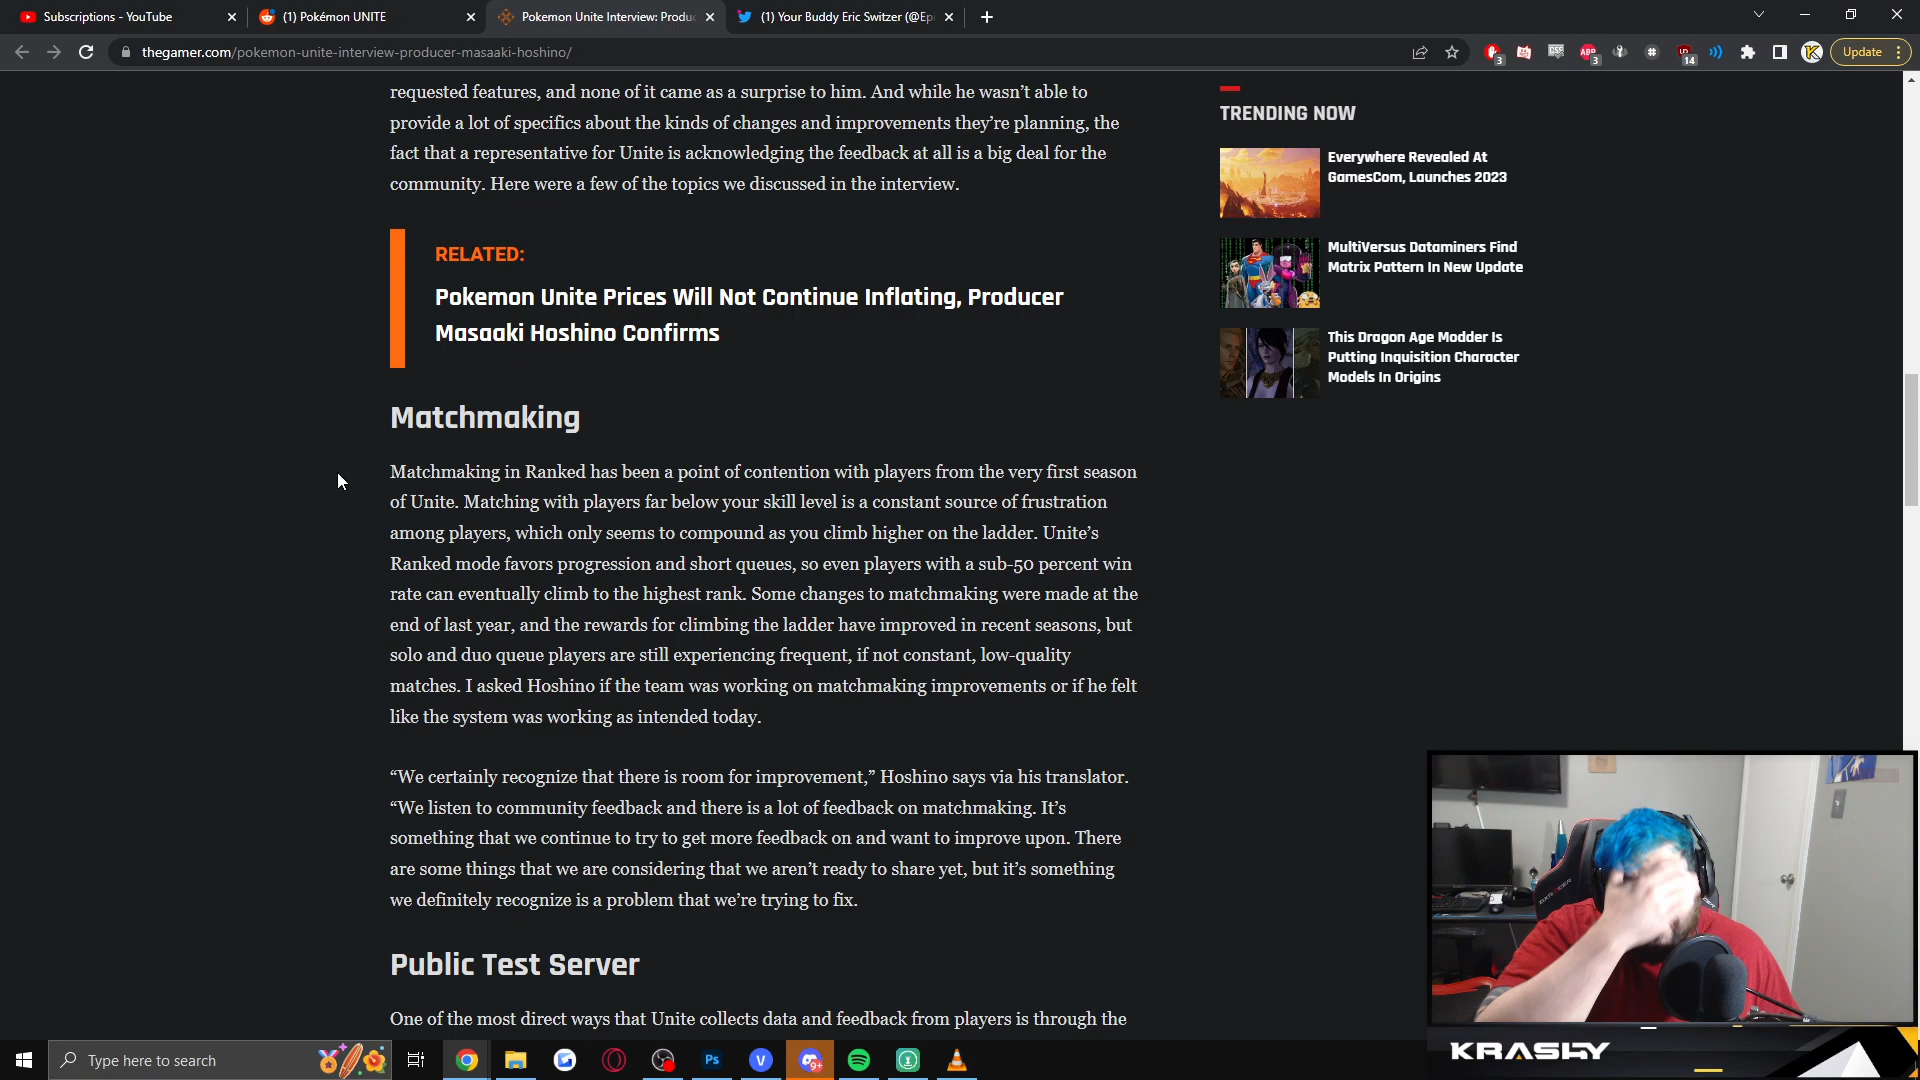 Subscriptions - YouTube
(1) Pokémon UNITE
Pokemon Unite Interview: Produc
(1) Your Buddy Eric Switzer (@Epi
thegamer.com/pokemon-unite-interview-producer-masaaki-hoshino/
Update
requested features, and none of it came as a surprise to him. And while he wasn’t able to
provide a lot of specifics about the kinds of changes and improvements they’re planning, the
fact that a representative for Unite is acknowledging the feedback at all is a big deal for the
community. Here were a few of the topics we discussed in the interview.
RELATED:
Pokemon Unite Prices Will Not Continue Inflating, Producer
Masaaki Hoshino Confirms
Matchmaking
Matchmaking in Ranked has been a point of contention with players from the very first season
of Unite. Matching with players far below your skill level is a constant source of frustration
among players, which only seems to compound as you climb higher on the ladder. Unite’s
Ranked mode favors progression and short queues, so even players with a sub-50 percent win
rate can eventually climb to the highest rank. Some changes to matchmaking were made at the
end of last year, and the rewards for climbing the ladder have improved in recent seasons, but
solo and duo queue players are still experiencing frequent, if not constant, low-quality
matches. I asked Hoshino if the team was working on matchmaking improvements or if he felt
like the system was working as intended today.
“We certainly recognize that there is room for improvement,” Hoshino says via his translator.
“We listen to community feedback and there is a lot of feedback on matchmaking. It’s
something that we continue to try to get more feedback on and want to improve upon. There
are some things that we are considering that we aren’t ready to share yet, but it’s something
we definitely recognize is a problem that we’re trying to fix.
Public Test Server
One of the most direct ways that Unite collects data and feedback from players is through the
TRENDING NOW
Everywhere Revealed At
GamesCom, Launches 2023
MultiVersus Dataminers Find
Matrix Pattern In New Update
This Dragon Age Modder Is
Putting Inquisition Character
Models In Origins
Type here to search
KRASHY